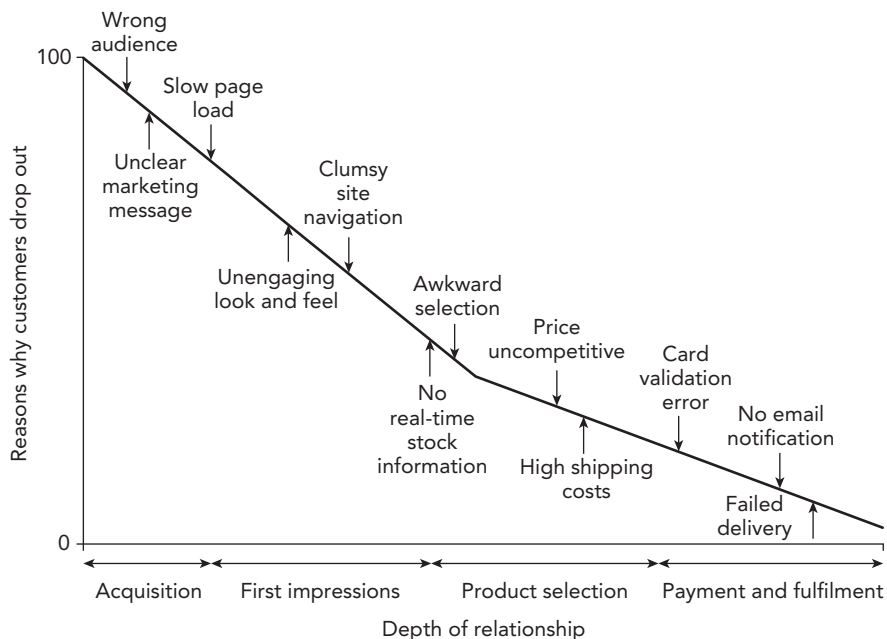 Wrong
audience
100
Slow page
load
Unclear
marketing
message
Clumsy
site
navigation
Unengaging
look and feel
Awkward
selection
Price
uncompetitive
No
real-time
stock
information
Card
validation
error
High shipping
costs
No email
notification
Failed
delivery
0
Reasons why customers drop out
Acquisition
First impressions
Product selection
Payment and fulfilment
Depth of relationship